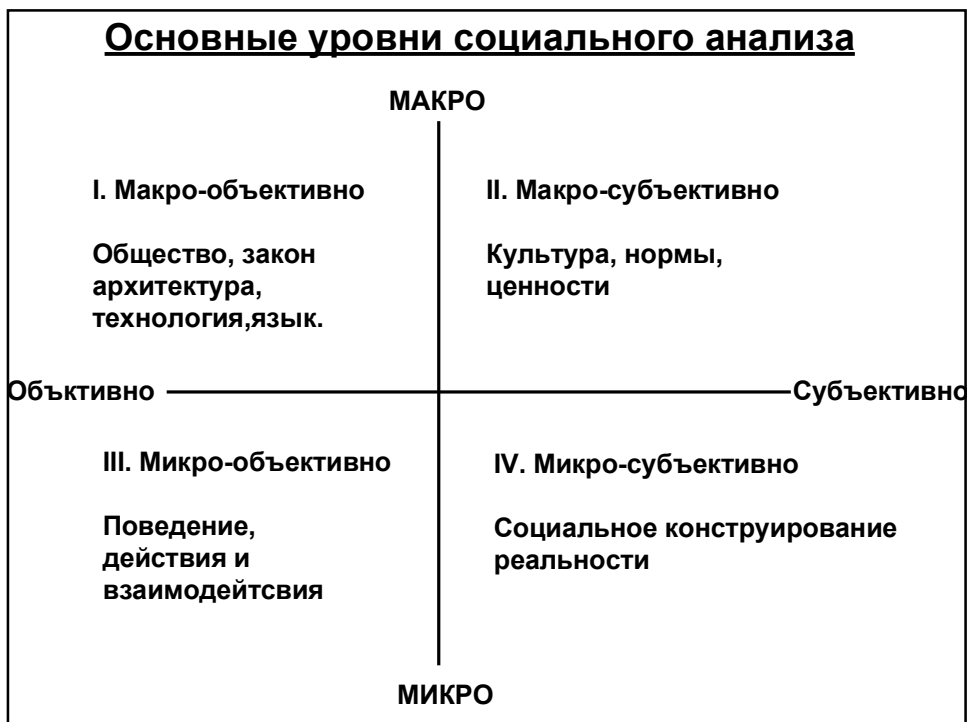 Основные уровни социального анализа
МАКРО
I. Макро-объективно
Общество, закон
архитектура,
технология,язык.
II. Макро-субъективно
Культура, нормы,
ценности
Объктивно
Субъективно
III. Микро-объективно
Поведение,
действия и
взаимодейтсвия
IV. Микро-субъективно
Социальное конструирование
реальности
МИКРО